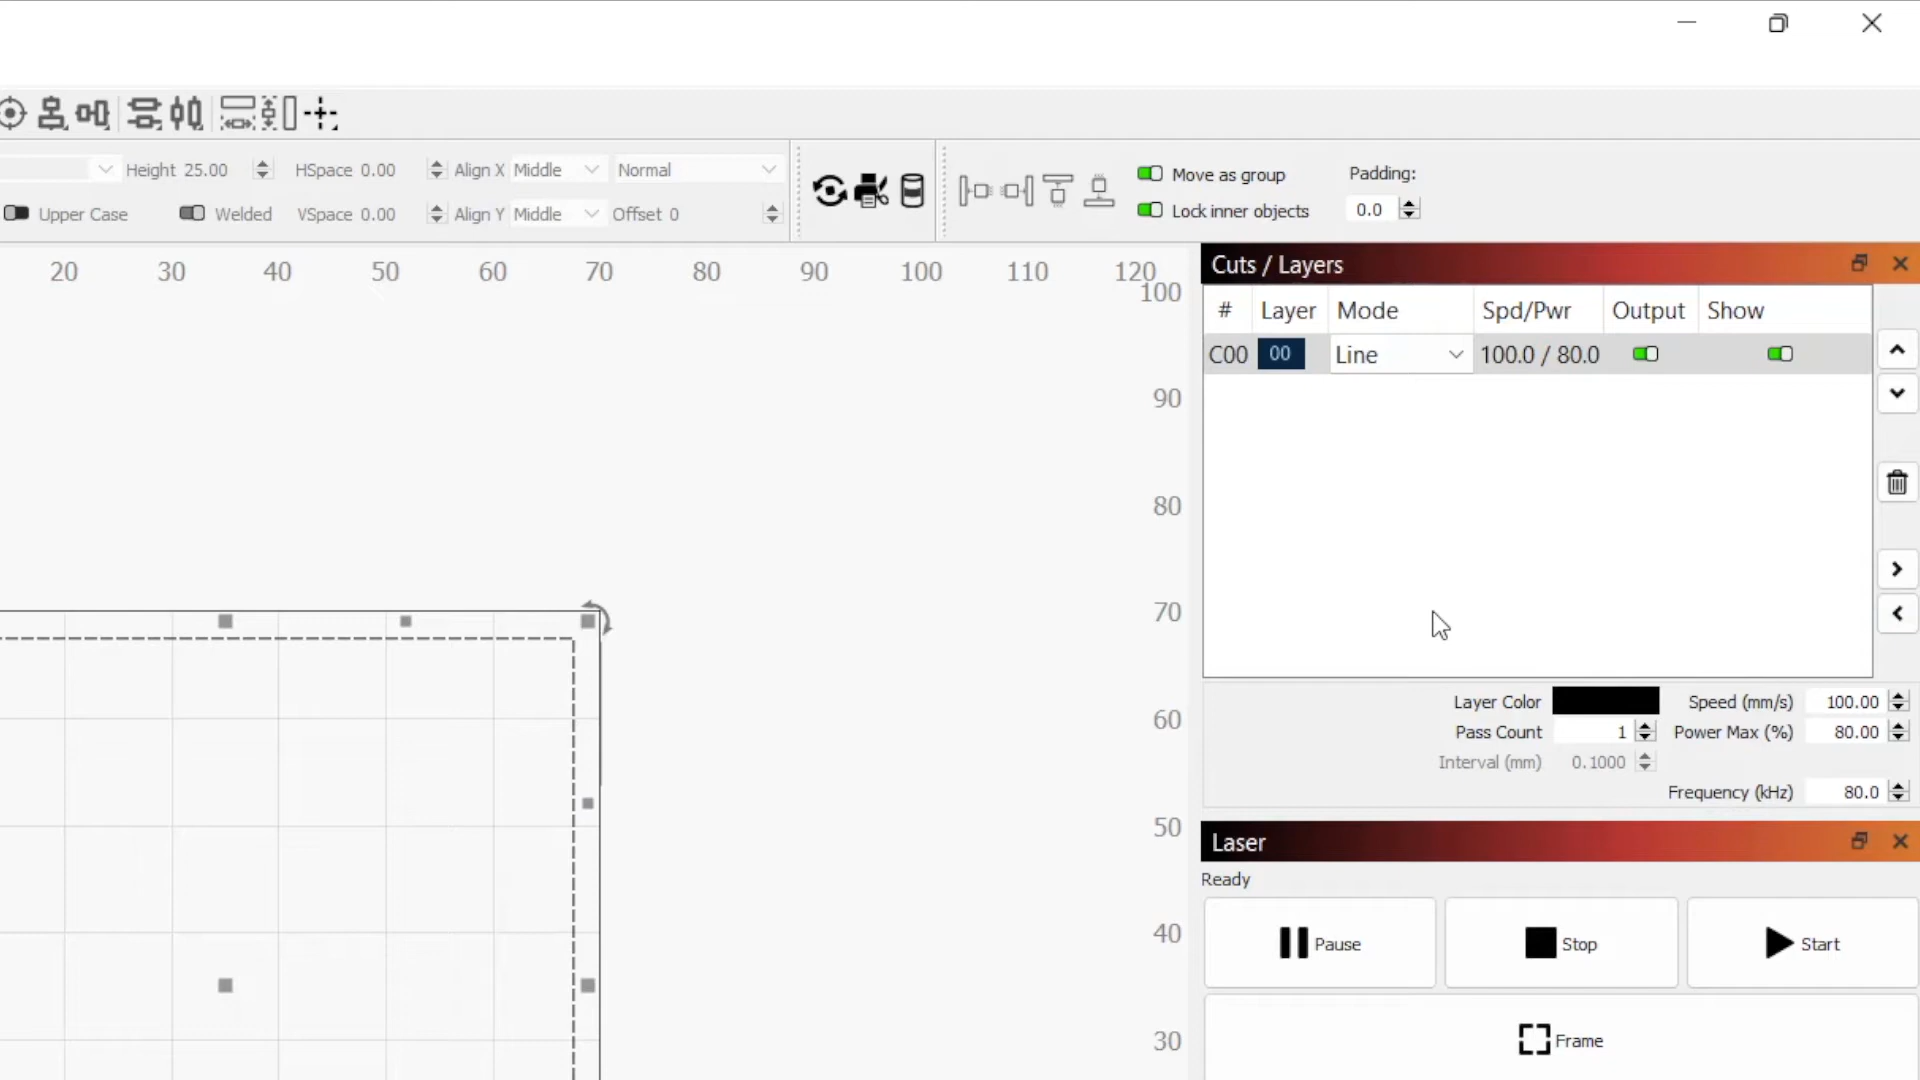 Height 25.00 HSpace 0.00 Align X Middle Normal
Upper Case Welded VSpace 0.00 Align Y Middle Offset 0
Move as group
Lock inner objects
Padding:
0.0
20 30 40 50 60 70 80 90 100 110 120
100
90
80
70
60
50
40
30
Cuts / Layers
# Layer Mode Spd/Pwr Output Show
C00 00 Line 100.0 / 80.0
Layer Color Speed (mm/s) 100.00
Pass Count 1 Power Max (%) 80.00
Interval (mm) 0.1000
Frequency (kHz) 80.0
Laser
Ready
Pause Stop Start
Frame